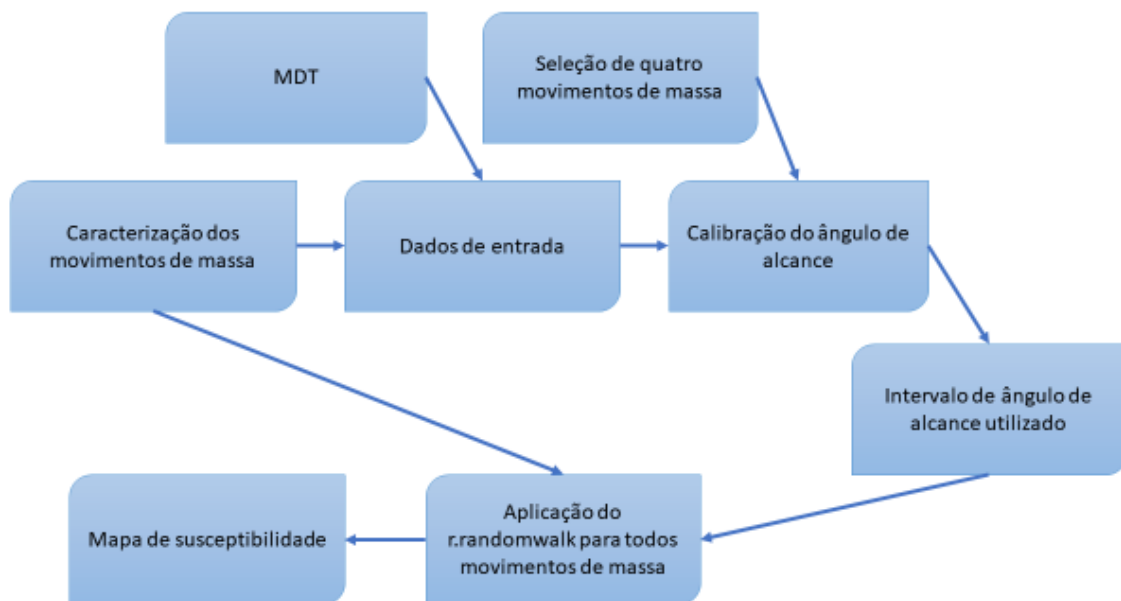 MDT
Seleção de quatro
movimentos de massa
Caracterização dos
movimentos de massa
Dados de entrada
Calibração do ângulo de
alcance
Intervalo de ângulo de
alcance utilizado
Mapa de susceptibilidade
Aplicação do
r.randomwalk para todos
movimentos de massa